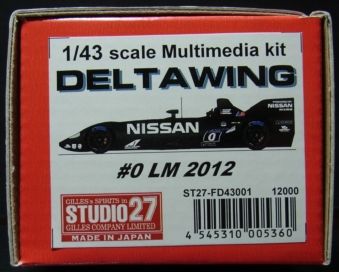 1/43 scale Multimedia kit
DELTAWING
NISSAN
0
#0 LM 2012
GILLES's SPIRITS in
STUDIO27
GILLES COMPANY LIMITED
MADE IN JAPAN
ST27-FD43001 12000
4 545310 005360